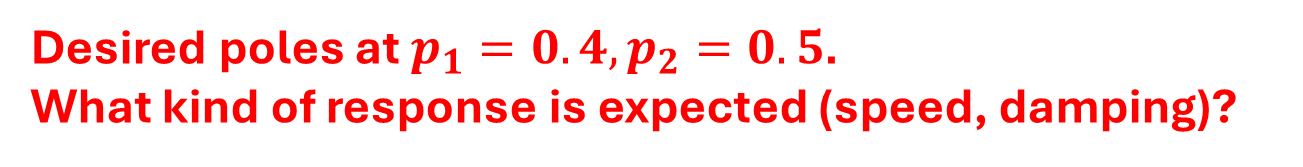 Desired poles at p₁ = 0.4, p₂ = 0.5.
What kind of response is expected (speed, damping)?